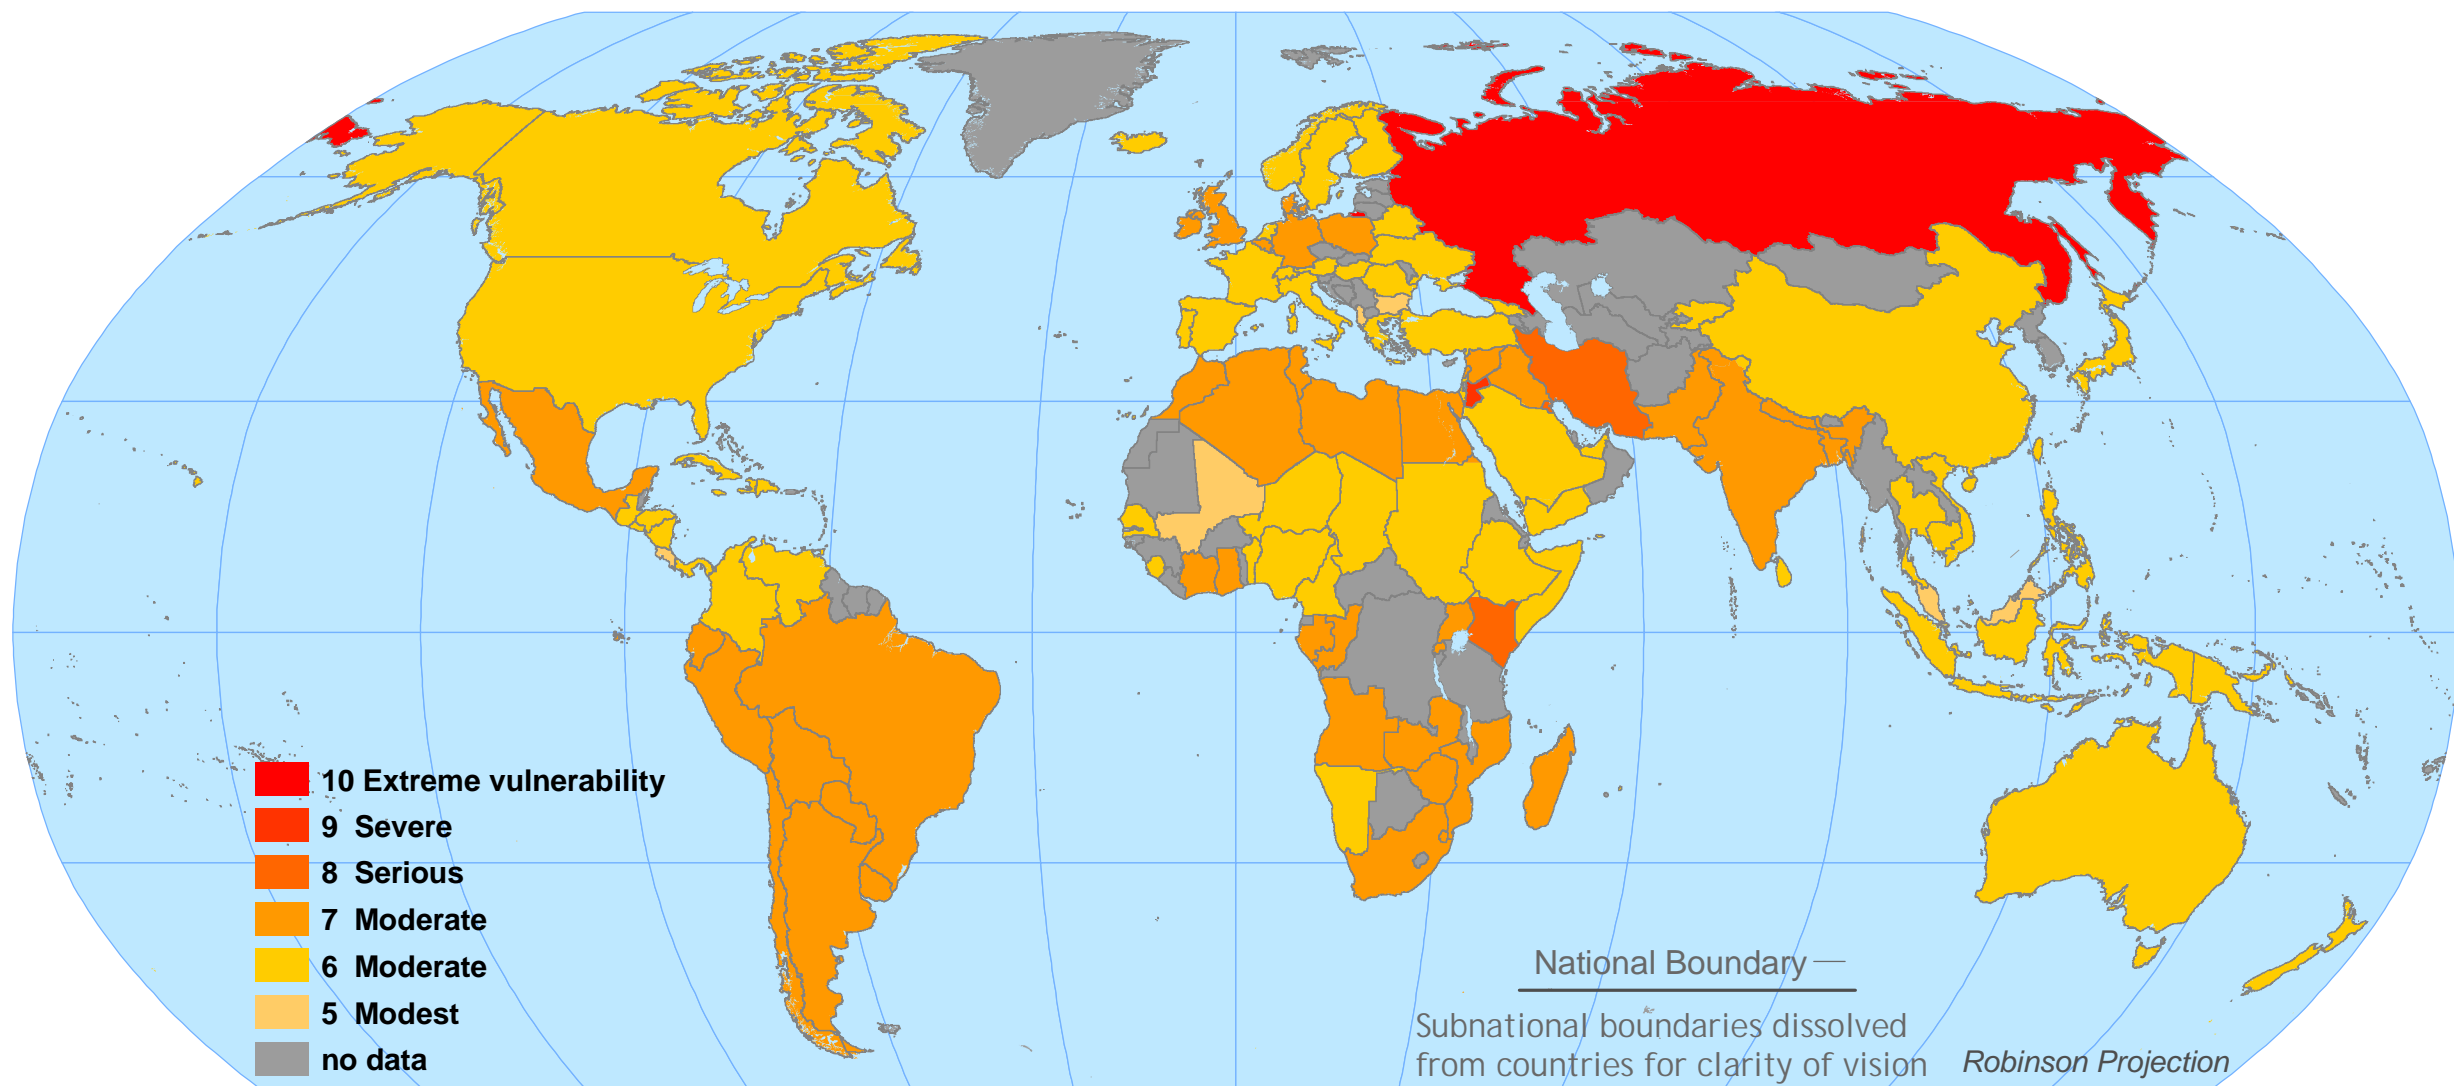 10 Extreme vulnerability
9 Severe
8 Serious
7 Moderate
6 Moderate
5 Modest
no data
National Boundary —
Subnational boundaries dissolved
from countries for clarity of vision
Robinson Projection